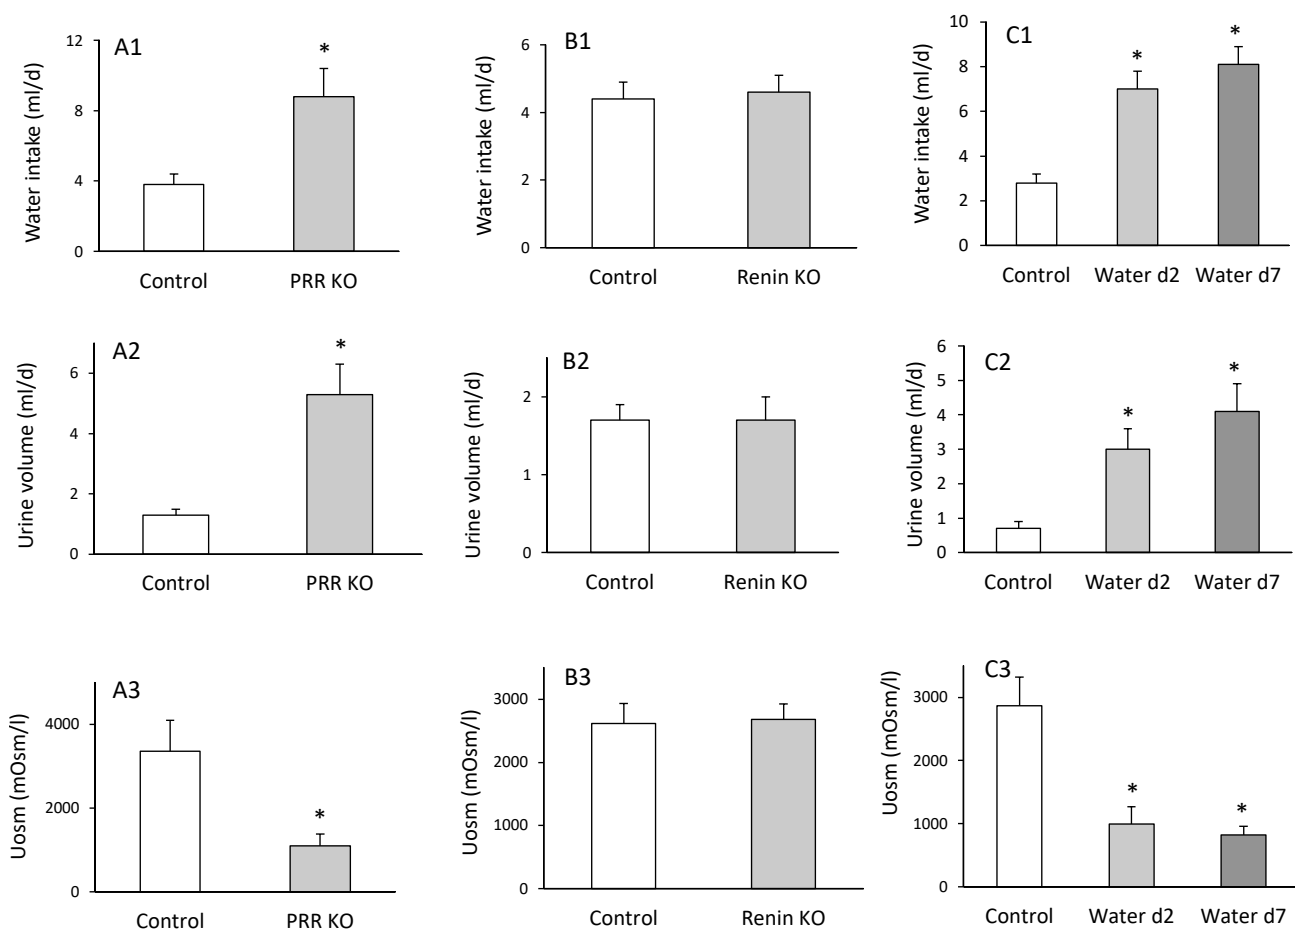 A1
Water intake (ml/d)
12
8
4
0
*
Control PRR KO
B1
Water intake (ml/d)
6
4
2
0
Control Renin KO
C1
Water intake (ml/d)
10
8
6
4
2
0
* *
Control Water d2 Water d7
A2
Urine volume (ml/d)
6
4
2
0
*
Control PRR KO
B2
Urine volume (ml/d)
2
1
0
Control Renin KO
C2
Urine volume (ml/d)
6
5
4
3
2
1
0
* *
Control Water d2 Water d7
A3
Uosm (mOsm/l)
4000
2000
0
*
Control PRR KO
B3
Uosm (mOsm/l)
3000
2000
1000
0
Control Renin KO
C3
Uosm (mOsm/l)
3000
2000
1000
0
* *
Control Water d2 Water d7